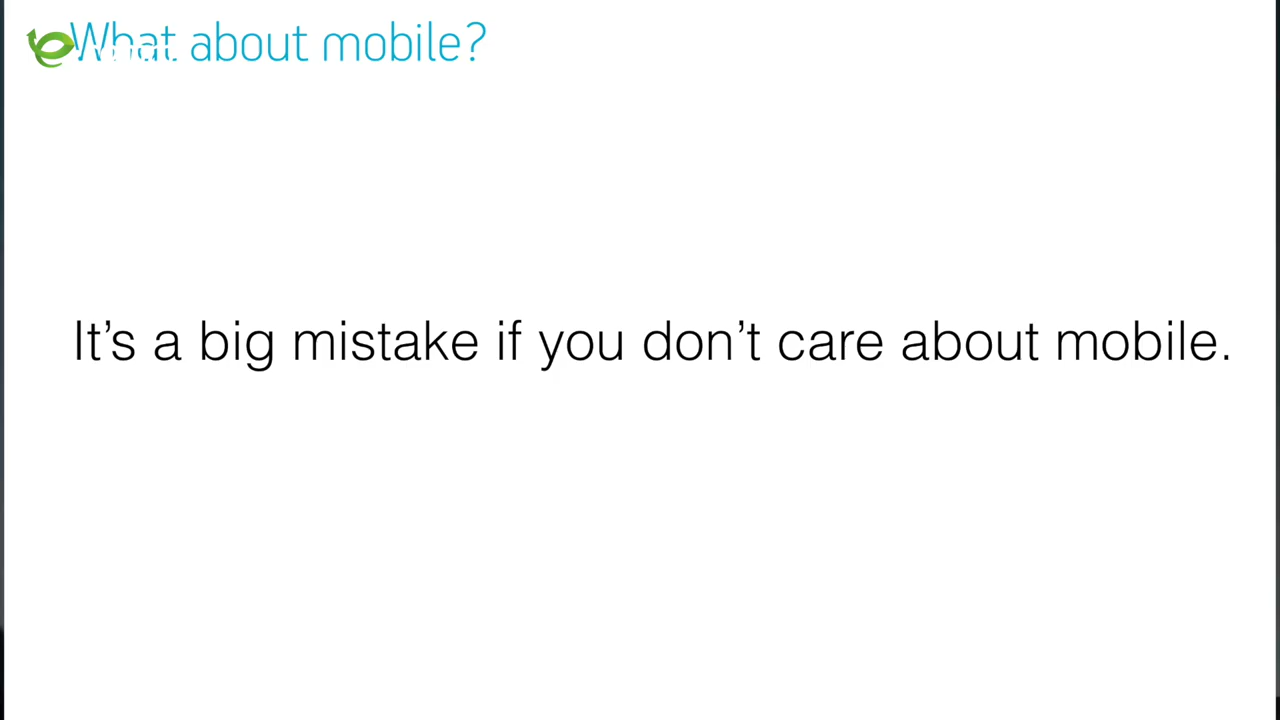 What about mobile?
It’s a big mistake if you don’t care about mobile.